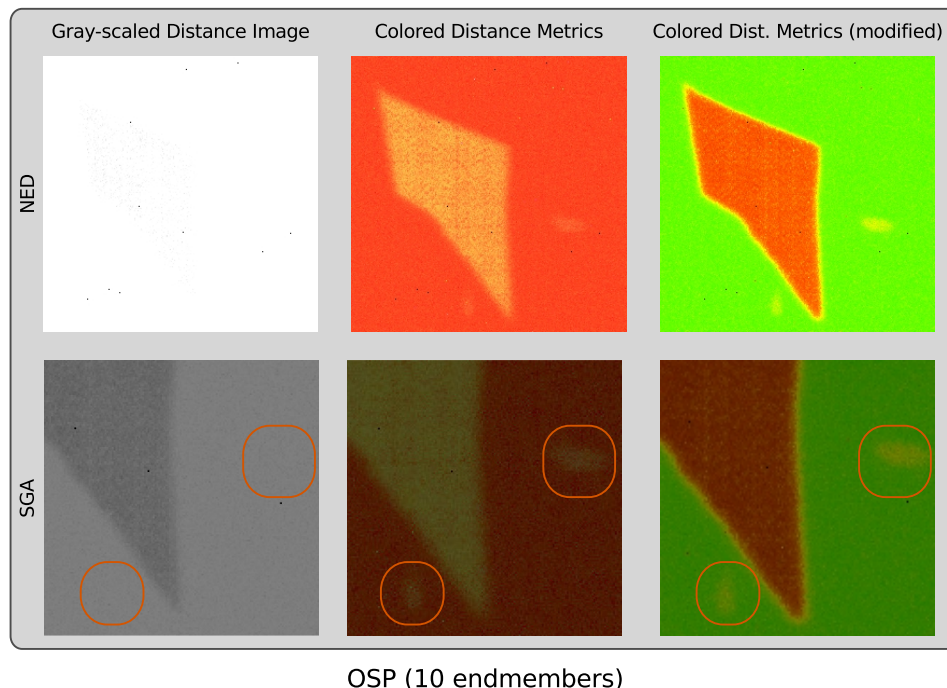 Gray-scaled Distance Image
Colored Distance Metrics
Colored Dist. Metrics (modified)
NED
SGA
OSP (10 endmembers)